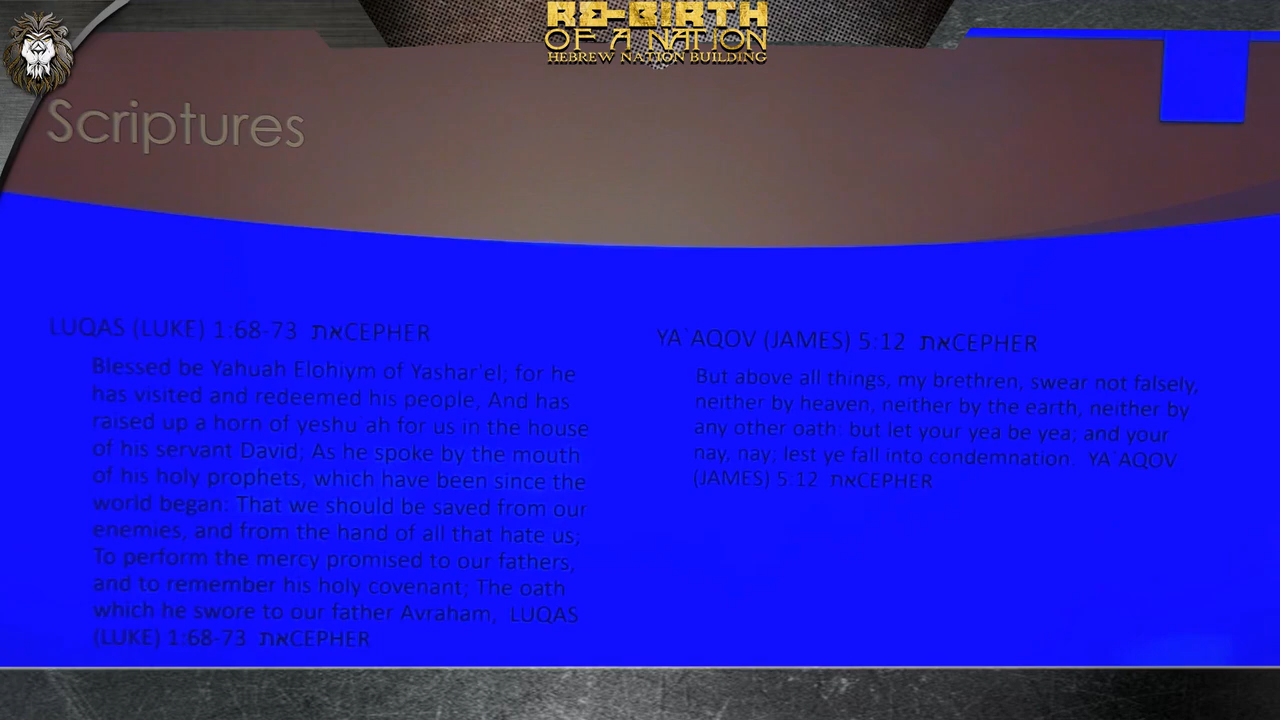 RE-BIRTH
OF A NATION
HEBREW NATION BUILDING
Scriptures
LUQAS (LUKE) 1:68-73 את CEPHER
Blessed be Yahuah Elohiym of Yashar'el; for he
has visited and redeemed his people, And has
raised up a horn of yeshu`ah for us in the house
of his servant David; As he spoke by the mouth
of his holy prophets, which have been since the
world began: That we should be saved from our
enemies, and from the hand of all that hate us;
To perform the mercy promised to our fathers,
and to remember his holy covenant; The oath
which he swore to our father Avraham, LUQAS
(LUKE) 1:68-73 את CEPHER
YA`AQOV (JAMES) 5:12 את CEPHER
But above all things, my brethren, swear not falsely,
neither by heaven, neither by the earth, neither by
any other oath: but let your yea be yea; and your
nay, nay; lest ye fall into condemnation. YA`AQOV
(JAMES) 5:12 את CEPHER